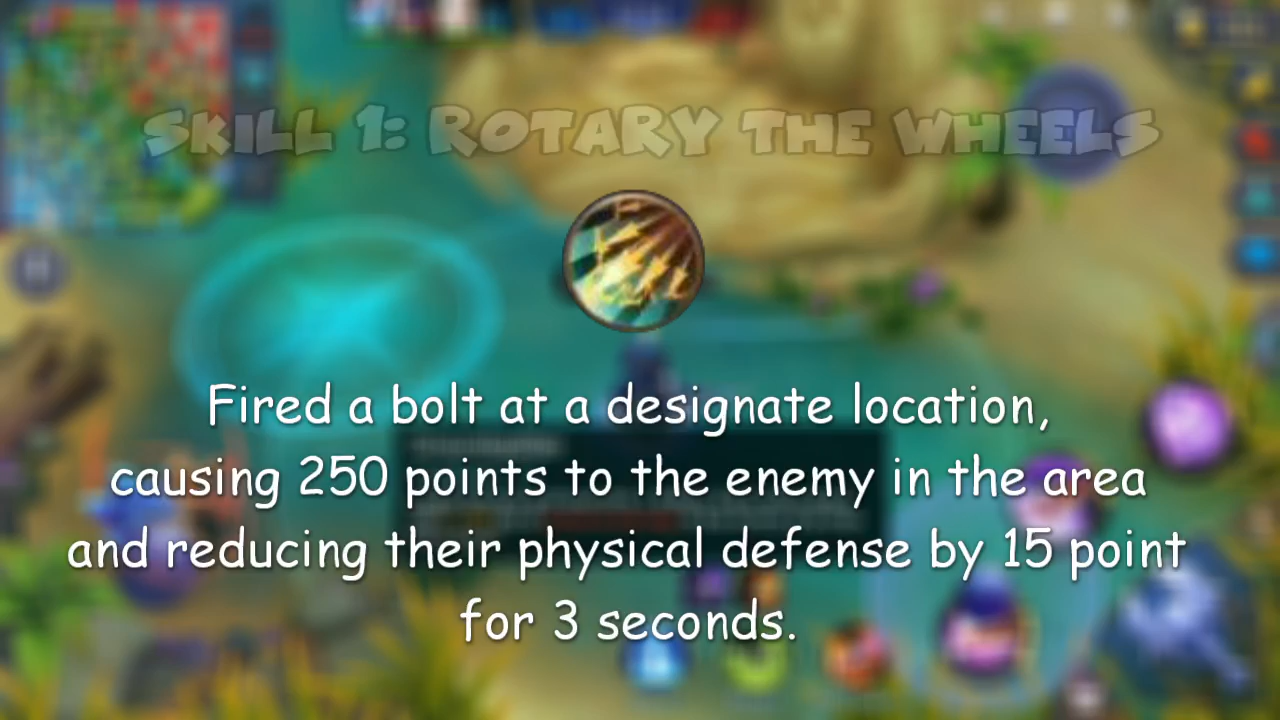 SKILL 1: ROTARY THE WHEELS
Fired a bolt at a designate location,
causing 250 points to the enemy in the area
and reducing their physical defense by 15 point
for 3 seconds.